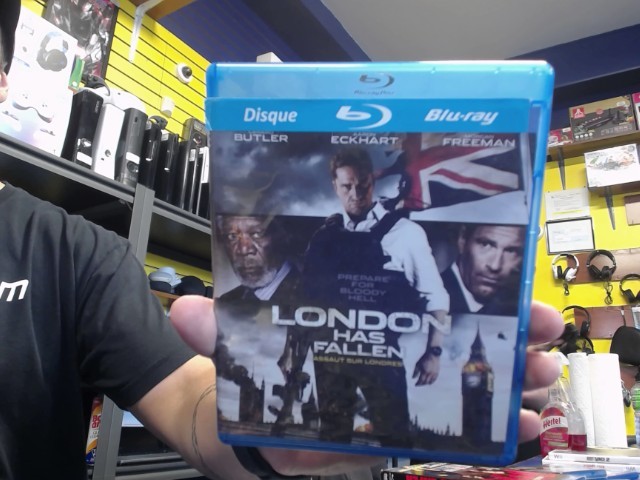 Blu-ray
Disque Blu-ray
BUTLER ECKHART FREEMAN
PREPARE
FOR
BLOODY
HELL
LONDON
HAS
FALLEN
ASSAUT SUR LONDRES
m